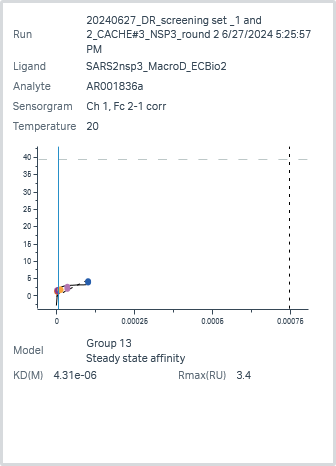 Run 20240627_DR_screening set _1 and
2_CACHE#3_NSP3_round 2 6/27/2024 5:25:57
PM
Ligand SARS2nsp3_MacroD_ECBio2
Analyte AR001836a
Sensorgram Ch 1, Fc 2-1 corr
Temperature 20
40
35
30
25
20
15
10
5
0
0 0.00025 0.0005 0.00075
Model Group 13
Steady state affinity
KD(M) 4.31e-06 Rmax(RU) 3.4